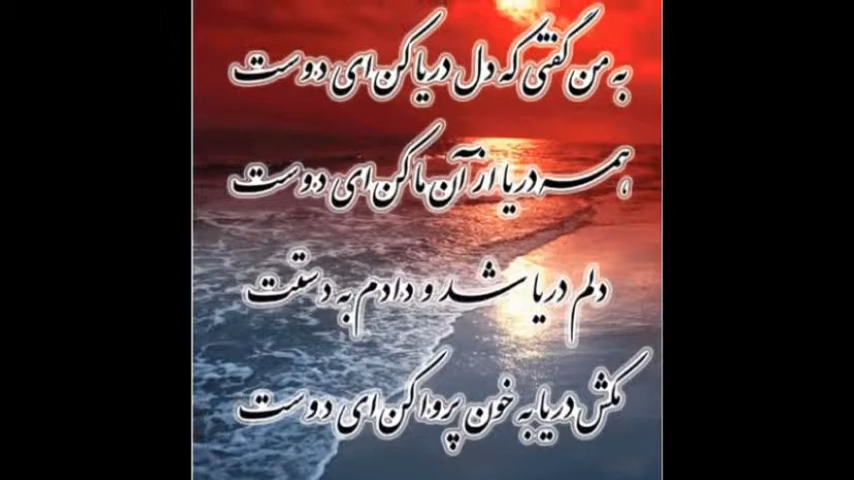 به من گفتی که دل دریا کن ای دوست
همه دریا از آن ما کن ای دوست
دلم دریا شد و دادم به دستت
مکش دریا به خون پروا کن ای دوست